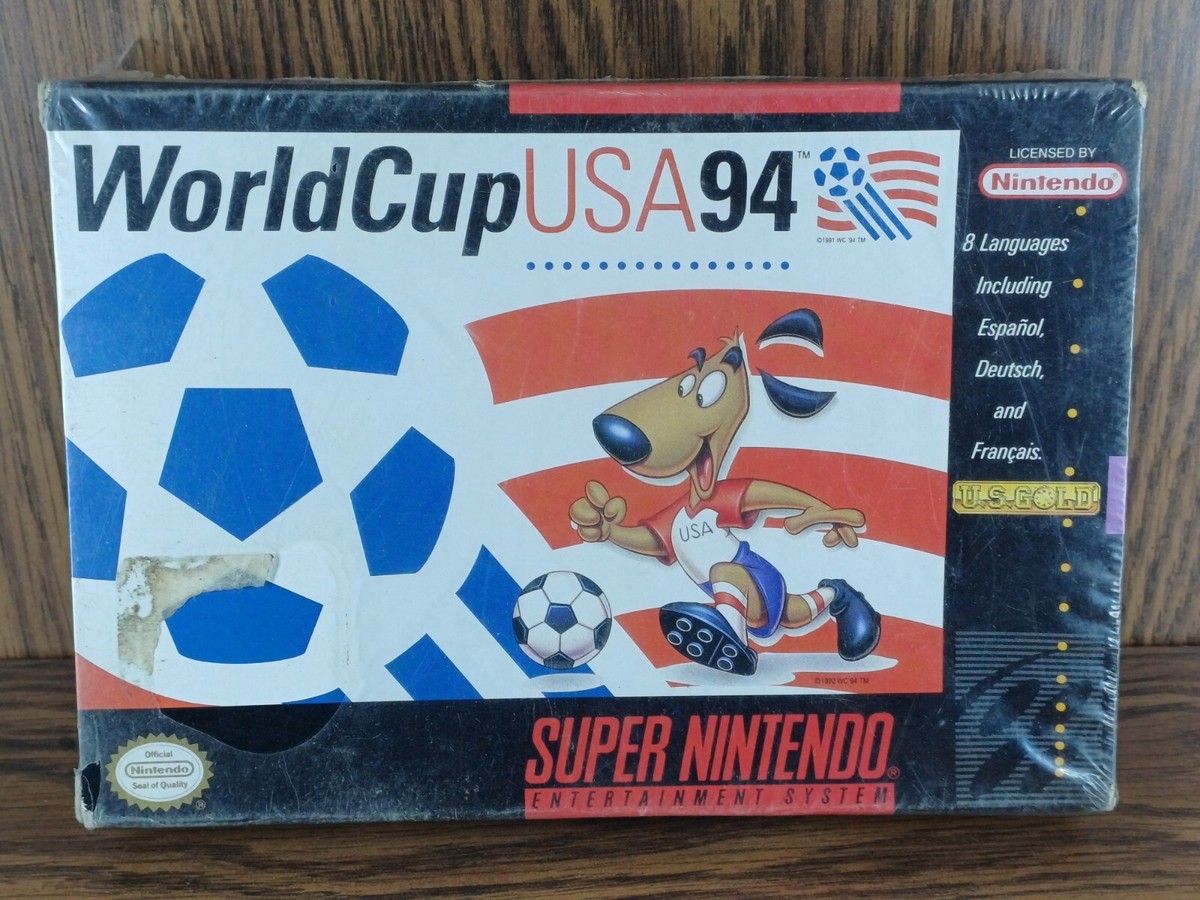 WorldCupUSA94™
©1991 WC '94 TM
LICENSED BY
Nintendo®
8 Languages
Including
Español,
Deutsch,
and
Français.
U.S. GOLD
USA
©1992 WC '94 TM
SUPER NINTENDO®
ENTERTAINMENT SYSTEM
Official
Nintendo
Seal of Quality
®